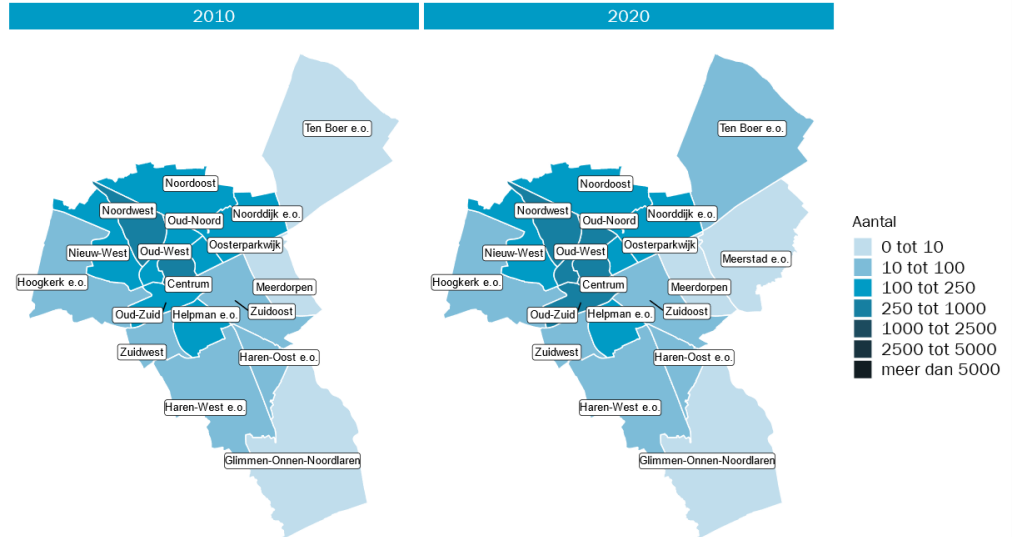 2010
2020
Ten Boer e.o.
Noordoost
Noordwest
Oud-Noord
Noorddijk e.o.
Nieuw-West
Oud-West
Oosterparkwijk
Hoogkerk e.o.
Centrum
Meerdorpen
Oud-Zuid
Helpman e.o.
Zuidoost
Zuidwest
Haren-Oost e.o.
Haren-West e.o.
Glimmen-Onnen-Noordlaren
Ten Boer e.o.
Noordoost
Noordwest
Oud-Noord
Noorddijk e.o.
Nieuw-West
Oud-West
Oosterparkwijk
Meerstad e.o.
Hoogkerk e.o.
Centrum
Meerdorpen
Oud-Zuid
Helpman e.o.
Zuidoost
Zuidwest
Haren-Oost e.o.
Haren-West e.o.
Glimmen-Onnen-Noordlaren
Aantal
0 tot 10
10 tot 100
100 tot 250
250 tot 1000
1000 tot 2500
2500 tot 5000
meer dan 5000